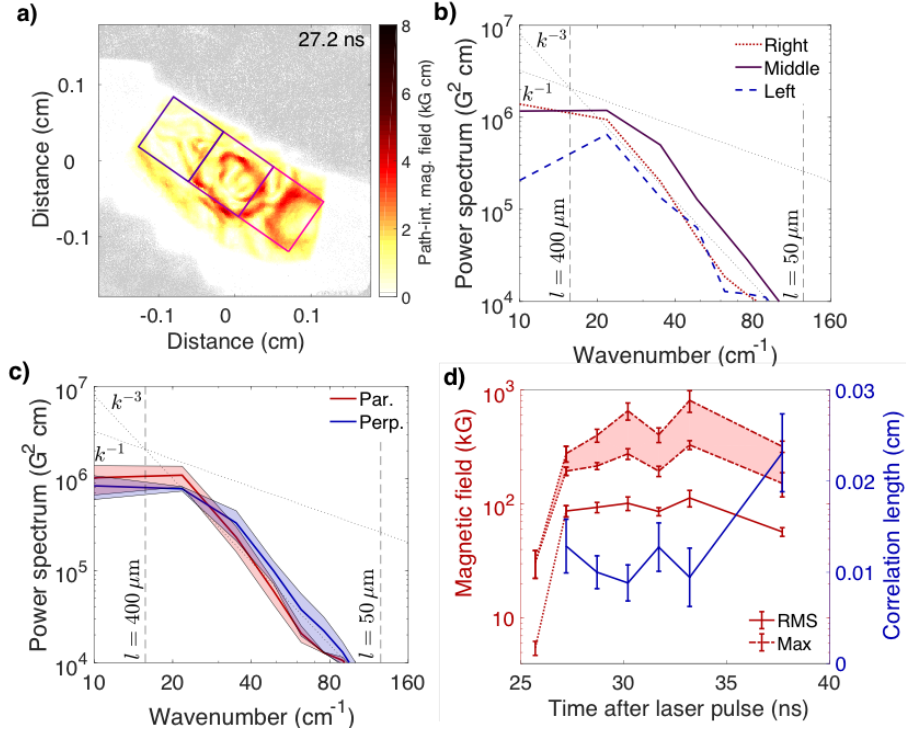 a)
27.2 ns
0.1
0
-0.1
Distance (cm)
-0.1
0
0.1
Distance (cm)
8
6
4
2
0
Path-int. mag. field (kG cm)
b)
10^7
10^6
10^5
10^4
Power spectrum (G^2 cm)
k^{-3}
k^{-1}
Right
Middle
Left
l = 400 μm
l = 50 μm
10
20
40
80
160
Wavenumber (cm^{-1})
c)
10^7
10^6
10^5
10^4
Power spectrum (G^2 cm)
k^{-3}
k^{-1}
Par.
Perp.
l = 400 μm
l = 50 μm
10
20
40
80
160
Wavenumber (cm^{-1})
d)
10^3
10^2
10
Magnetic field (kG)
0.03
0.02
0.01
0
Correlation length (cm)
RMS
Max
25
30
35
40
Time after laser pulse (ns)